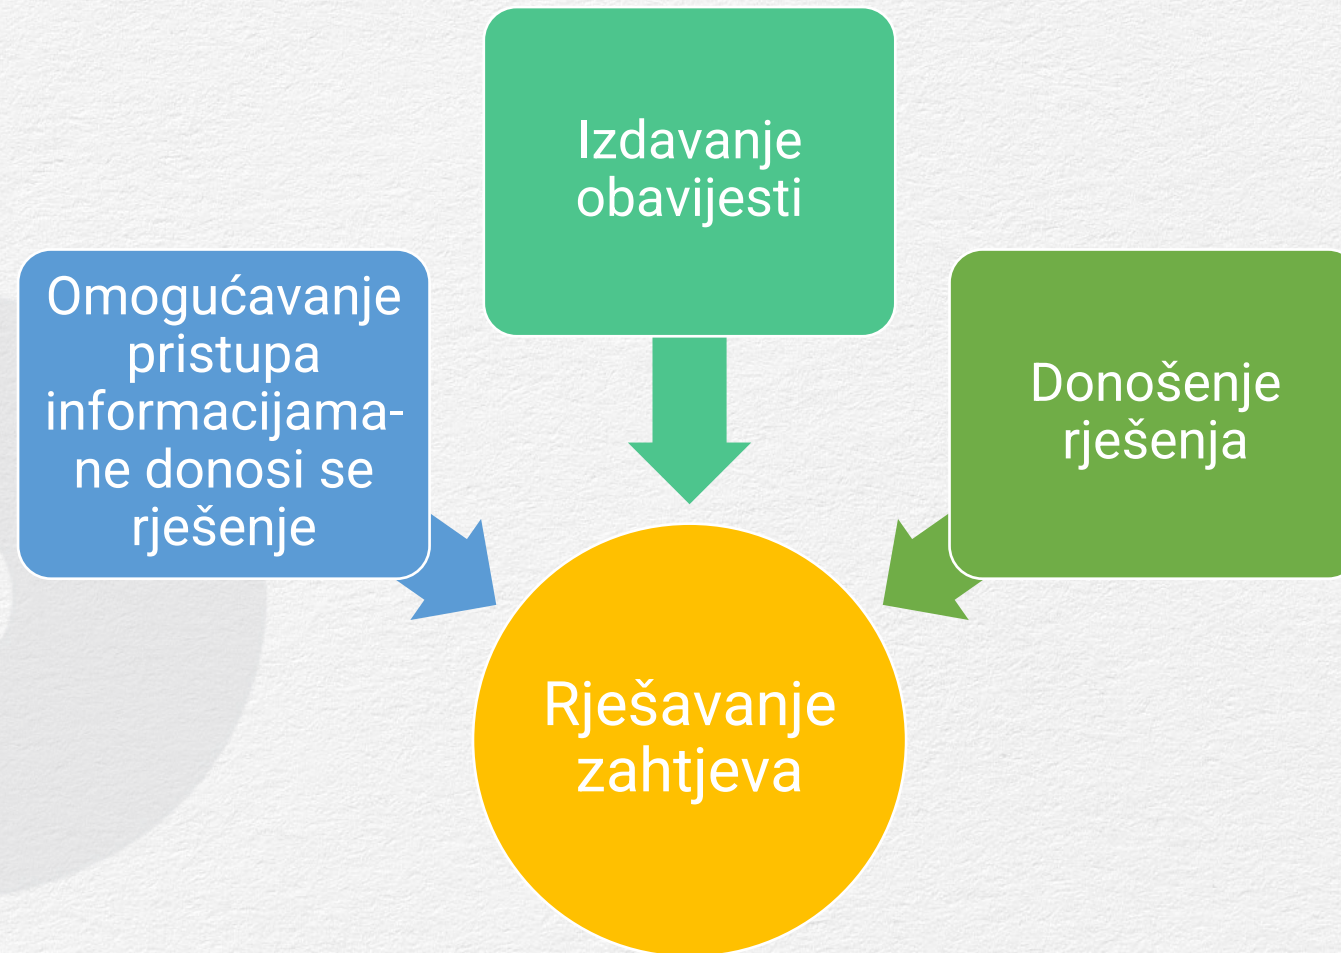 Izdavanje
obavijesti
Omogućavanje
pristupa
informacijama-
ne donosi se
rješenje
Donošenje
rješenja
Rješavanje
zahtjeva